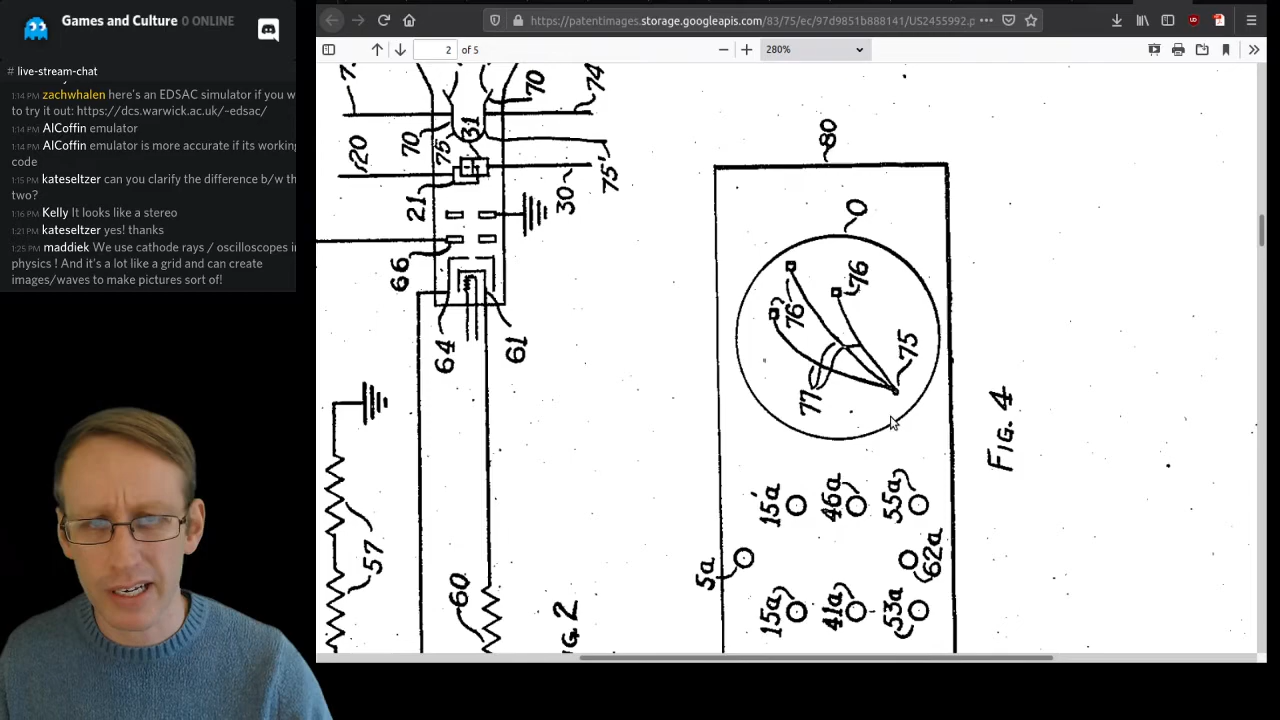 Games and Culture 0 ONLINE
# live-stream-chat
1:14 PM zachwhalen here's an EDSAC simulator if you w
to try it out: https://dcs.warwick.ac.uk/~edsac/
1:14 PM AlCoffin emulator
1:14 PM AlCoffin emulator is more accurate if its working
code
1:15 PM kateseltzer can you clarify the difference b/w th
two?
1:16 PM Kelly It looks like a stereo
1:21 PM kateseltzer yes! thanks
1:25 PM maddiek We use cathode rays / oscilloscopes in
physics ! And it's a lot like a grid and can create
images/waves to make pictures sort of!
https://patentimages.storage.googleapis.com/83/75/ec/97d9851b888141/US2455992.p
2 of 5
280%
70
74
20
70
75
31
75'
21
30
66
64
61
57
60
80
O
76
76
75
77
FIG. 4
15'a
46a
55a
5a
62a
15a
41a
53a